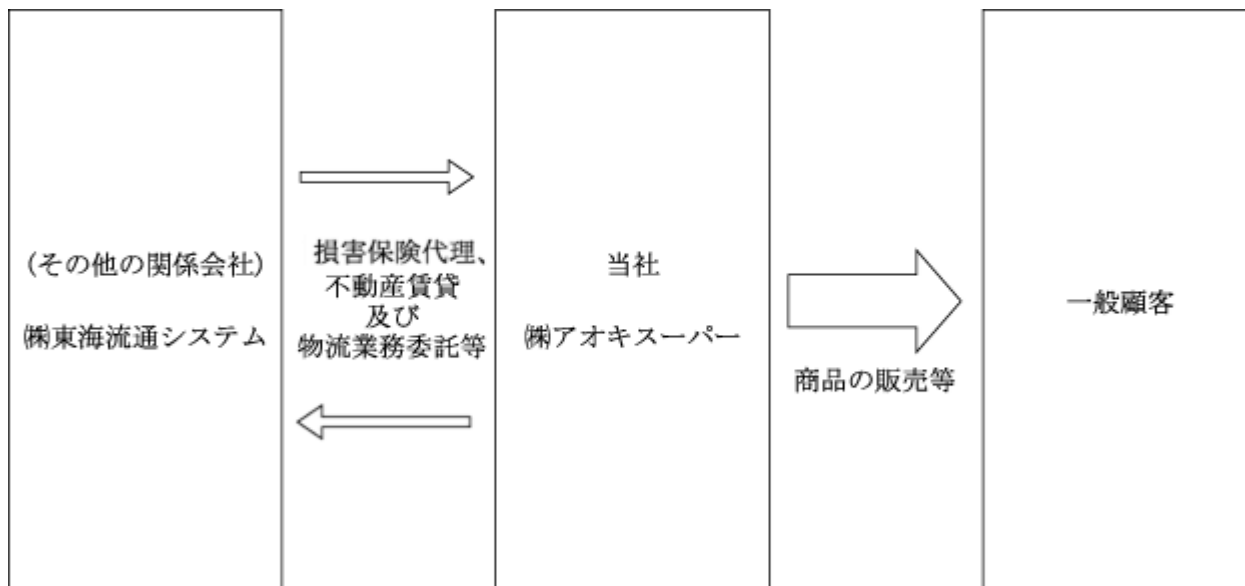 (その他の関係会社)
㈱東海流通システム
損害保険代理、
不動産賃貸
及び
物流業務委託等
当社
㈱アオキスーパー
商品の販売等
一般顧客